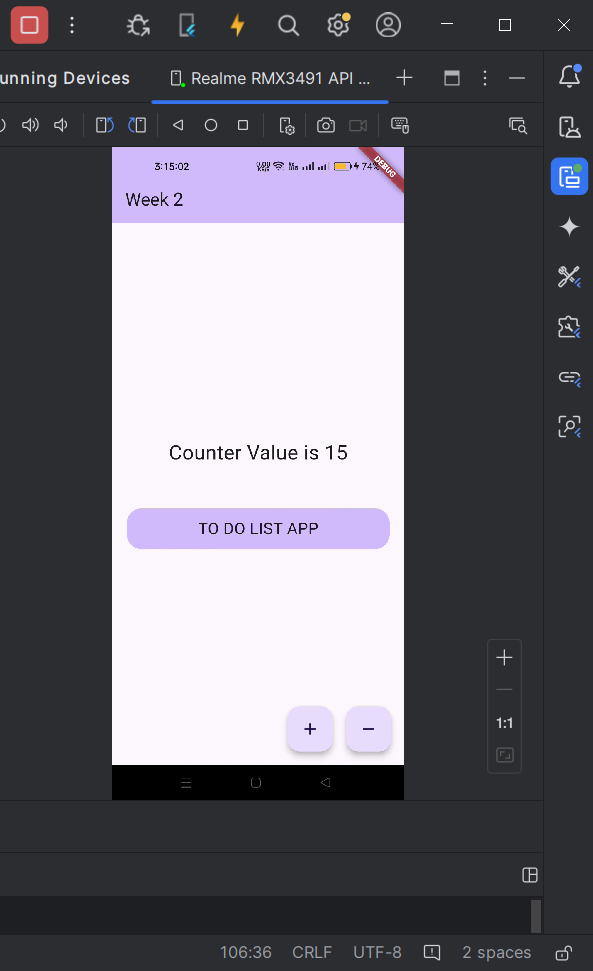 unning Devices
Realme RMX3491 API ...
3:15:02
74%
DEBUG
Week 2
Counter Value is 15
TO DO LIST APP
+ −
1:1
106:36 CRLF UTF-8 2 spaces